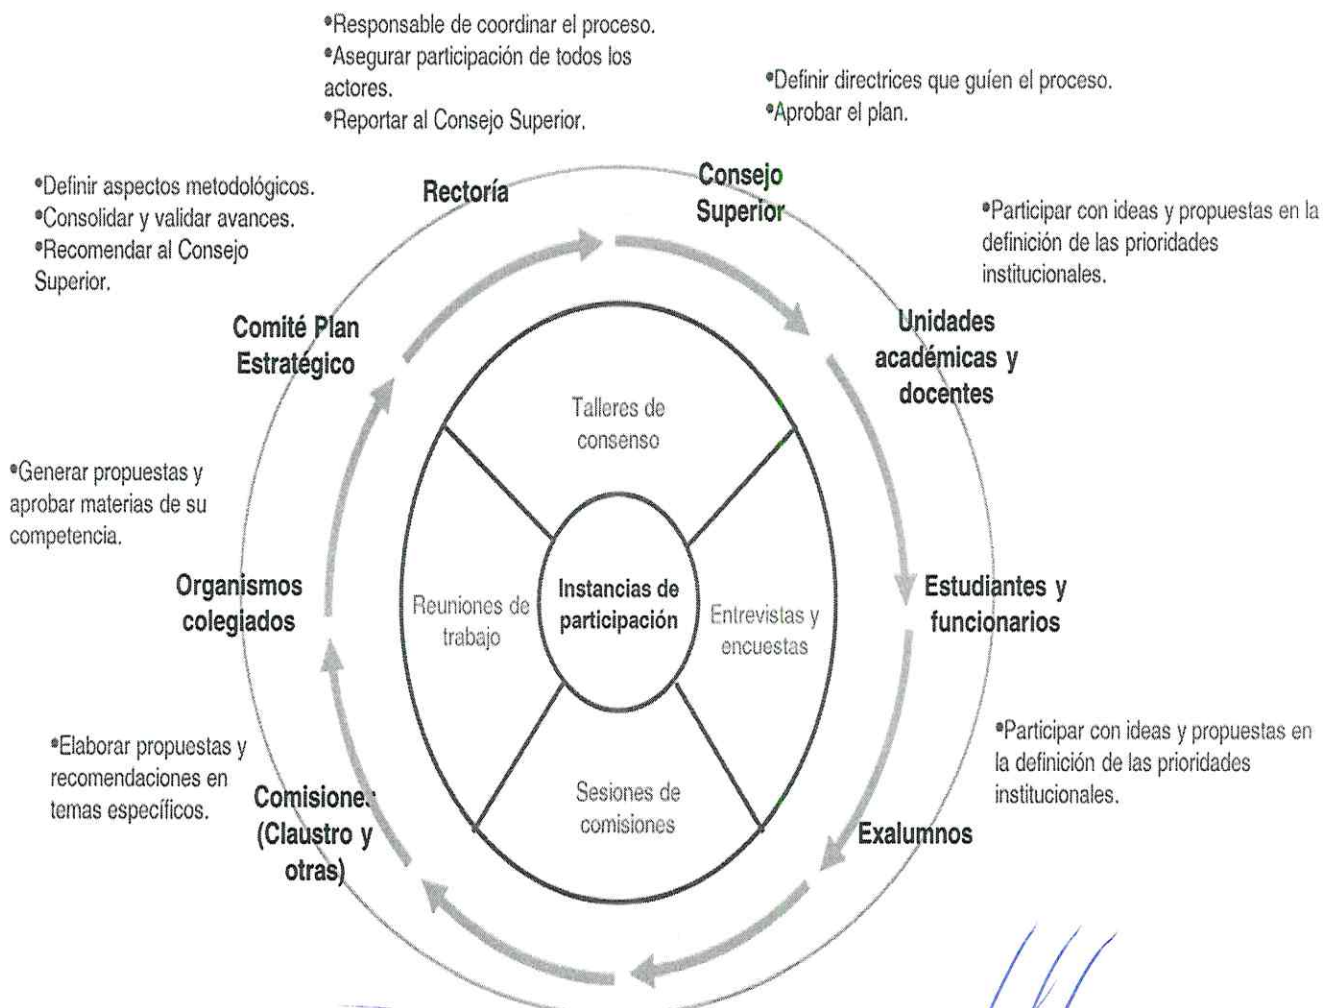 •Responsable de coordinar el proceso.
•Asegurar participación de todos los
actores.
•Reportar al Consejo Superior.
•Definir directrices que guíen el proceso.
•Aprobar el plan.
•Definir aspectos metodológicos.
•Consolidar y validar avances.
•Recomendar al Consejo
Superior.
Rectoría
Consejo
Superior
•Participar con ideas y propuestas en la
definición de las prioridades
institucionales.
Comité Plan
Estratégico
Unidades
académicas y
docentes
Talleres de
consenso
•Generar propuestas y
aprobar materias de su
competencia.
Organismos
colegiados
Reuniones de
trabajo
Instancias de
participación
Entrevistas y
encuestas
Estudiantes y
funcionarios
•Elaborar propuestas y
recomendaciones en
temas específicos.
Comisiones
(Claustro y
otras)
Sesiones de
comisiones
•Participar con ideas y propuestas en
la definición de las prioridades
institucionales.
Exalumnos